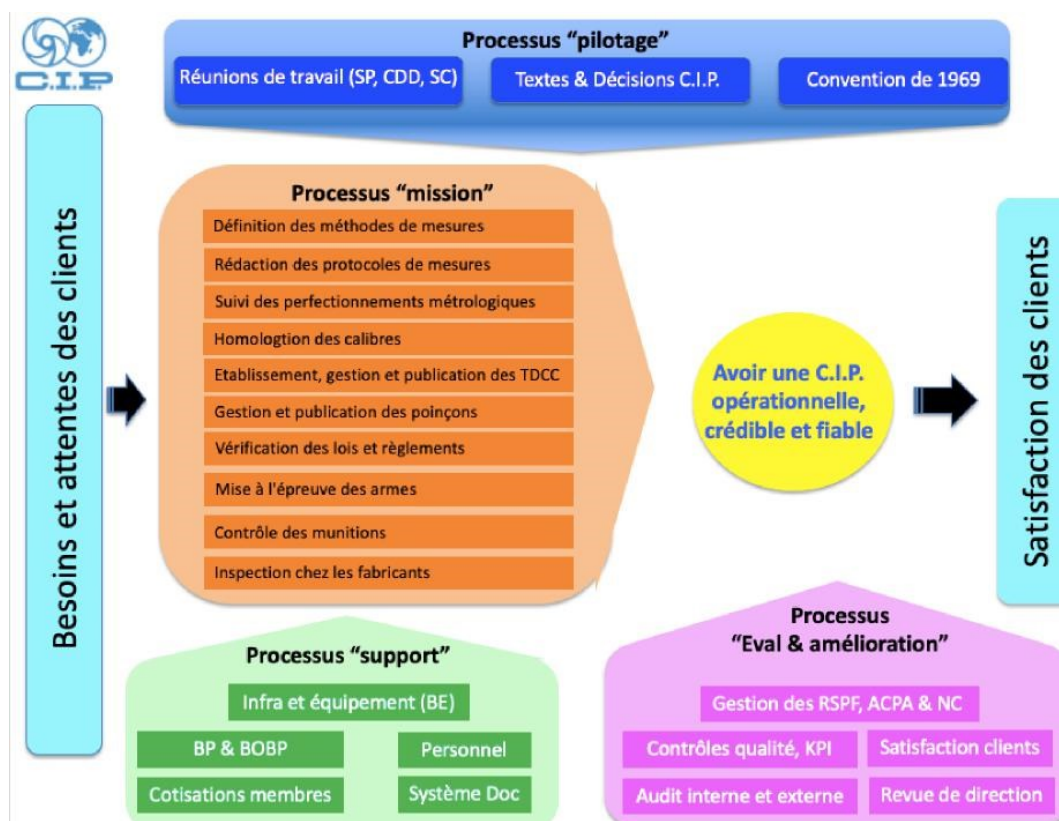 C.I.P
Processus “pilotage”
Réunions de travail (SP, CDD, SC)
Textes & Décisions C.I.P.
Convention de 1969
Besoins et attentes des clients
Processus “mission”
Définition des méthodes de mesures
Rédaction des protocoles de mesures
Suivi des perfectionnements métrologiques
Homologtion des calibres
Etablissement, gestion et publication des TDCC
Gestion et publication des poinçons
Vérification des lois et règlements
Mise à l'épreuve des armes
Contrôle des munitions
Inspection chez les fabricants
Avoir une C.I.P.
opérationnelle,
crédible et fiable
Satisfaction des clients
Processus “support”
Infra et équipement (BE)
BP & BOBP
Personnel
Cotisations membres
Système Doc
Processus
“Eval & amélioration”
Gestion des RSPF, ACPA & NC
Contrôles qualité, KPI
Satisfaction clients
Audit interne et externe
Revue de direction